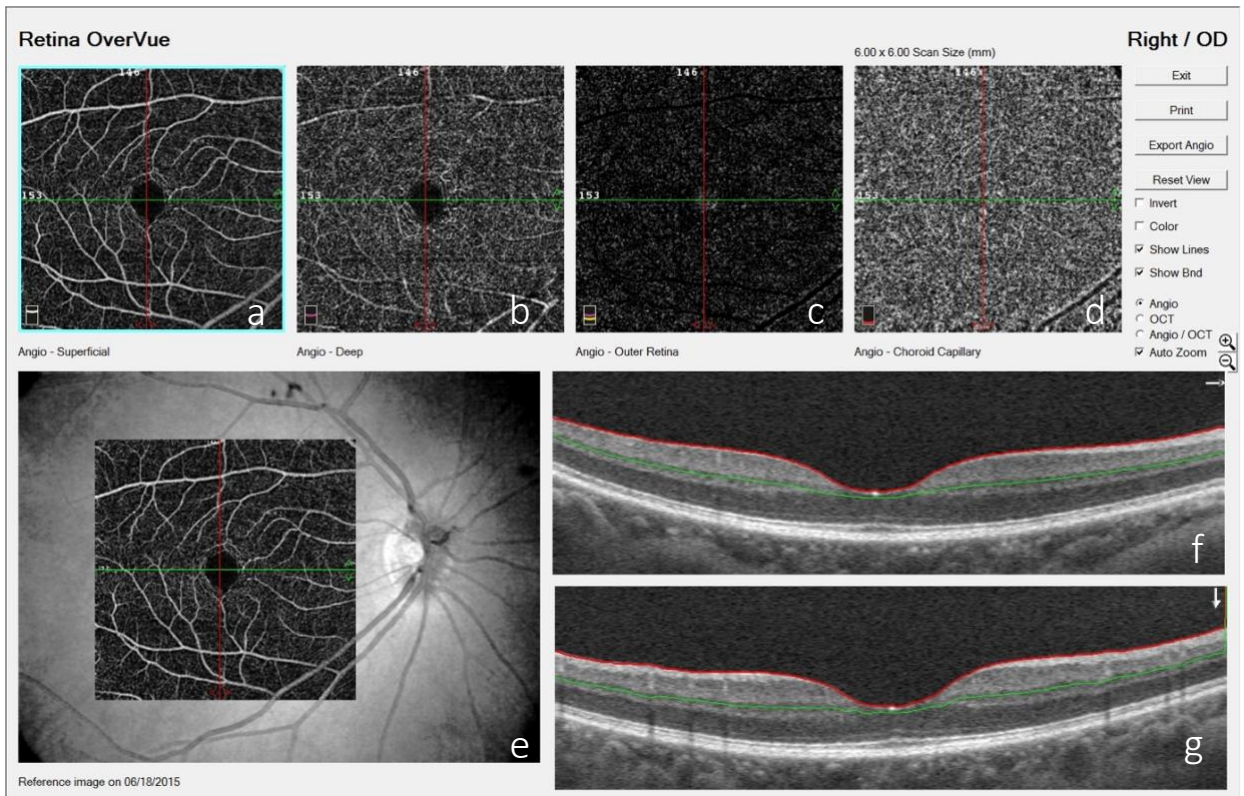 Retina OverVue
Right / OD
6.00 x 6.00 Scan Size (mm)
146
153
a
146
153
b
146
153
c
146
153
d
Exit
Print
Export Angio
Reset View
Invert
Color
Show Lines
Show Bnd
Angio
OCT
Angio / OCT
Auto Zoom
Angio - Superficial
Angio - Deep
Angio - Outer Retina
Angio - Choroid Capillary
e
f
g
Reference image on 06/18/2015